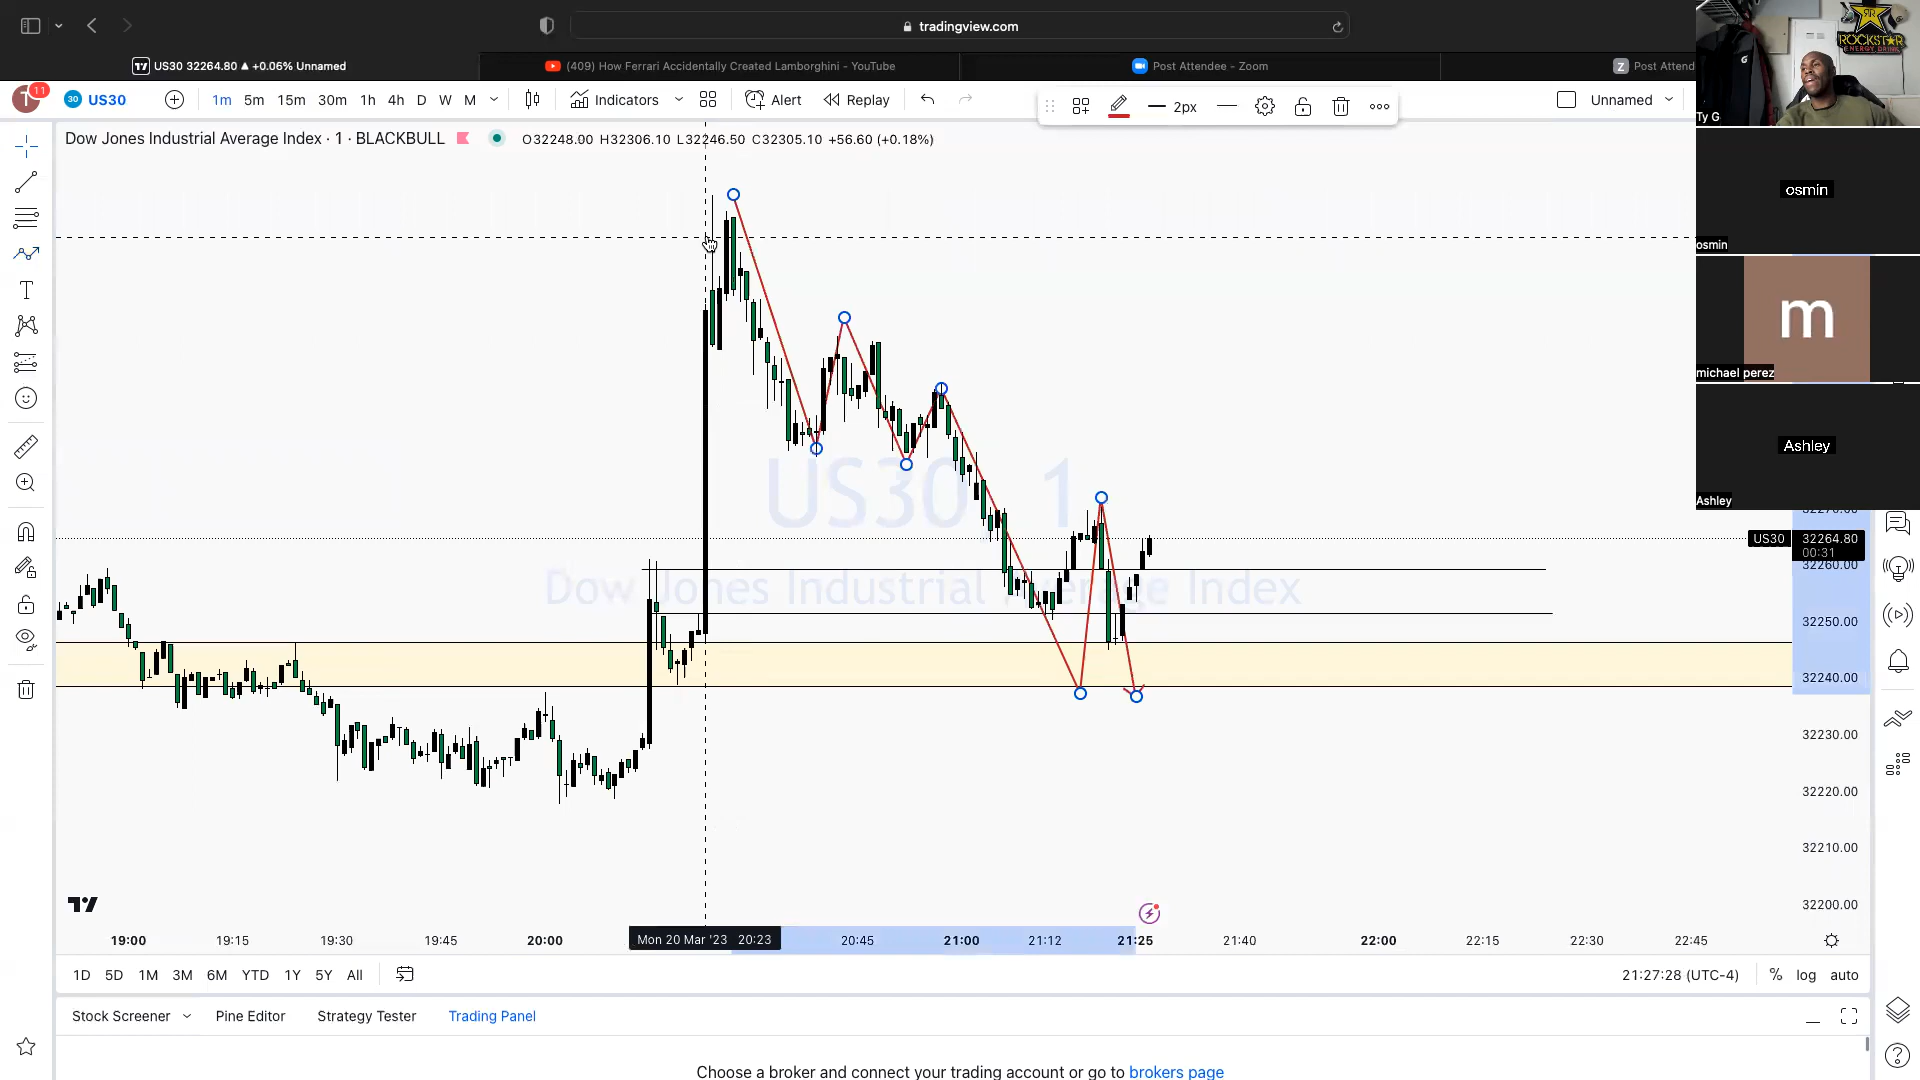 tradingview.com
US30 32264.80 ▲ +0.06% Unnamed
(409) How Ferrari Accidentally Created Lamborghini - YouTube
Post Attendee - Zoom
Z Post Attend
ROCKSTAR
ENERGY DRINK
Ty G
T 11
30 US30
1m 5m 15m 30m 1h 4h D W M
Indicators
Alert
Replay
2px
Unnamed
Dow Jones Industrial Average Index · 1 · BLACKBULL
O32248.00 H32306.10 L32246.50 C32305.10 +56.60 (+0.18%)
osmin
osmin
m
michael perez
Ashley
Ashley
US30 1
Dow Jones Industrial Average Index
32270.00
US30 32264.80
00:31
32260.00
32250.00
32240.00
32230.00
32220.00
32210.00
32200.00
19:00 19:15 19:30 19:45 20:00 Mon 20 Mar '23 20:23 20:45 21:00 21:12 21:25 21:40 22:00 22:15 22:30 22:45
1D 5D 1M 3M 6M YTD 1Y 5Y All
21:27:28 (UTC-4) % log auto
Stock Screener Pine Editor Strategy Tester Trading Panel
Choose a broker and connect your trading account or go to brokers page